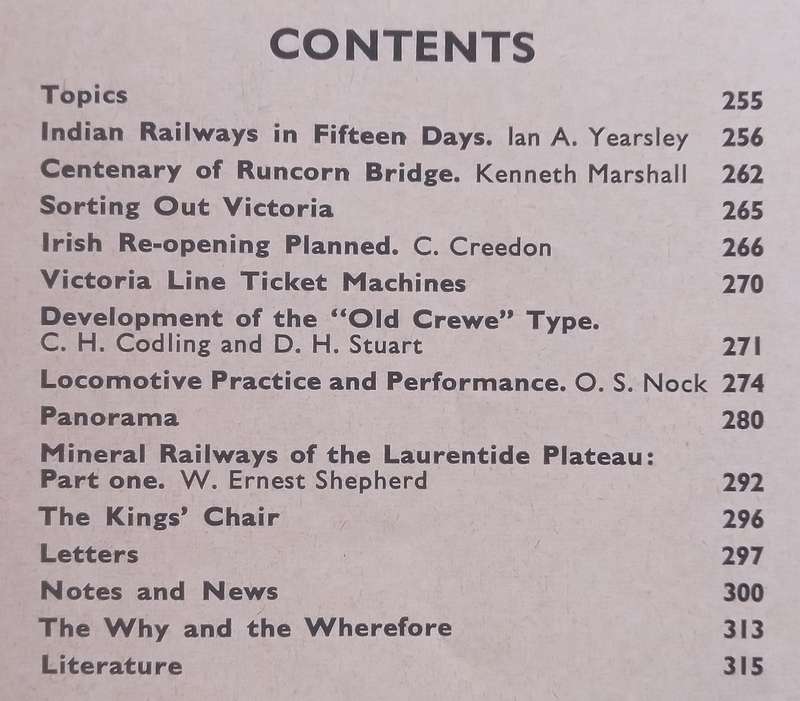 CONTENTS
Topics 255
Indian Railways in Fifteen Days. Ian A. Yearsley 256
Centenary of Runcorn Bridge. Kenneth Marshall 262
Sorting Out Victoria 265
Irish Re-opening Planned. C. Creedon 266
Victoria Line Ticket Machines 270
Development of the “Old Crewe” Type.
C. H. Codling and D. H. Stuart 271
Locomotive Practice and Performance. O. S. Nock 274
Panorama 280
Mineral Railways of the Laurentide Plateau:
Part one. W. Ernest Shepherd 292
The Kings’ Chair 296
Letters 297
Notes and News 300
The Why and the Wherefore 313
Literature 315